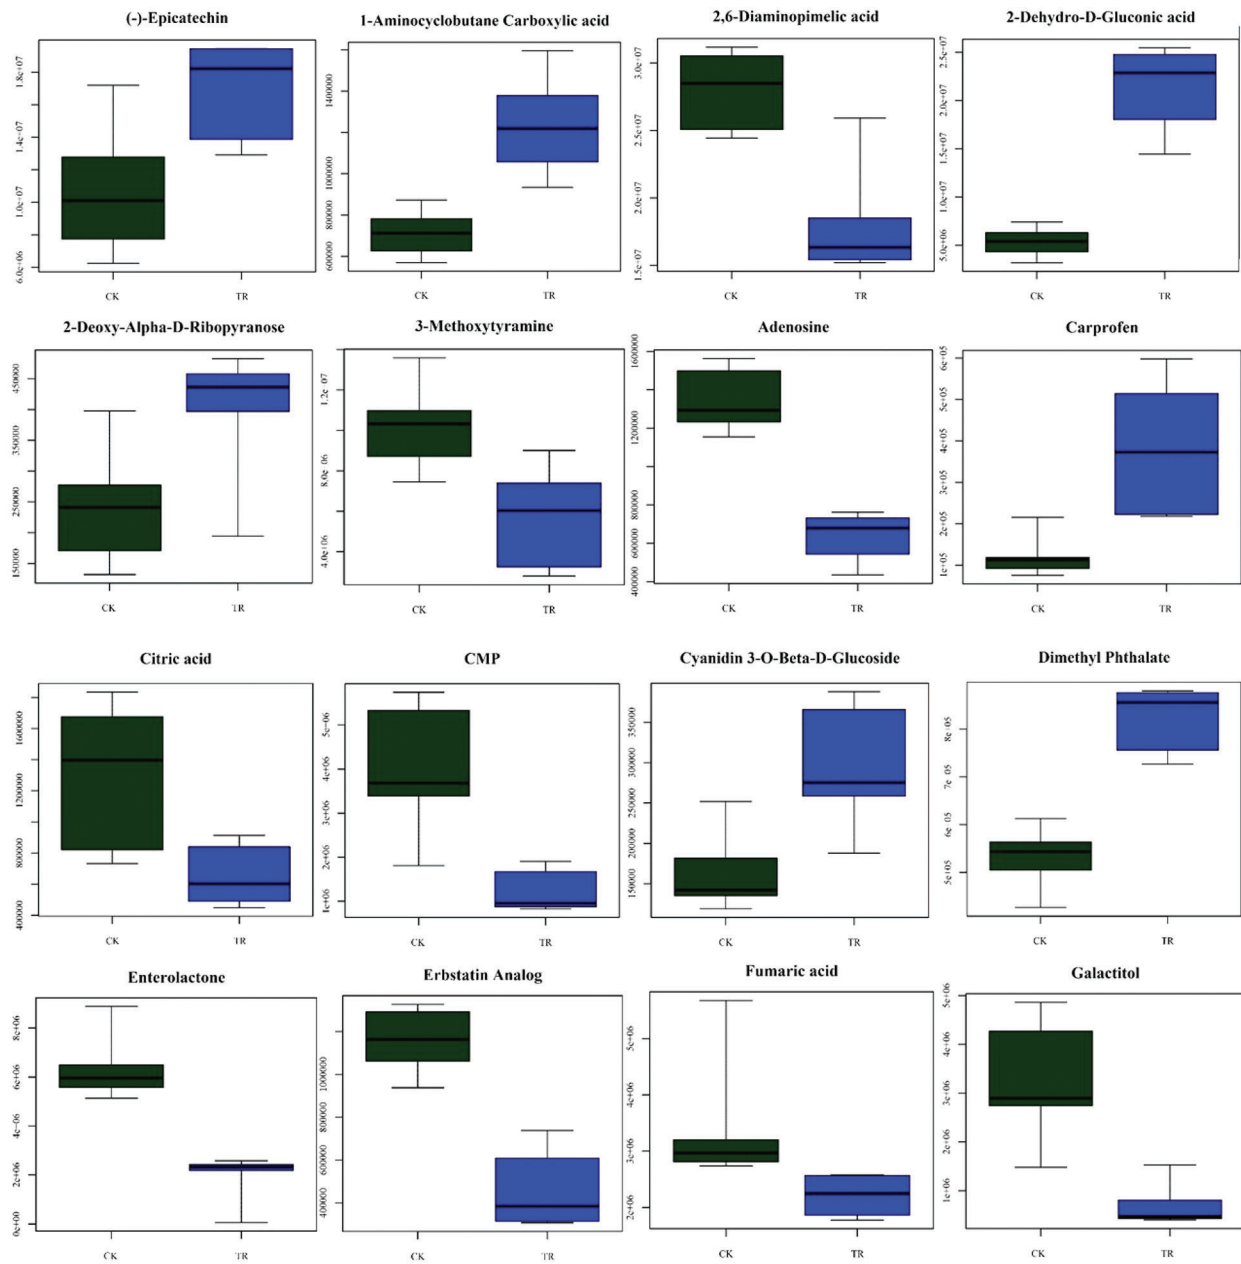 (-)-Epicatechin
1.8e+07
1.4e+07
1.0e+07
6.0e+06
CK TR
1-Aminocyclobutane Carboxylic acid
1400000
1000000
8000000
600000
CK TR
2,6-Diaminopimelic acid
3.0e+07
2.5e+07
2.0e+07
1.5e+07
CK TR
2-Dehydro-D-Gluconic acid
2.5e+07
2.0e+07
1.5e+07
1.0e+07
5.0e+06
CK TR
2-Deoxy-Alpha-D-Ribopyranose
450000
350000
250000
150000
CK TR
3-Methoxytyramine
1.2e+07
8.0e+06
4.0e+06
CK TR
Adenosine
1600000
1200000
8000000
600000
400000
CK TR
Carprofen
6e+05
5e+05
4e+05
3e+05
2e+05
1e+05
CK TR
Citric acid
1600000
1200000
800000
400000
CK TR
CMP
5e+06
4e+06
3e+06
2e+06
1e+06
CK TR
Cyanidin 3-O-Beta-D-Glucoside
350000
300000
250000
200000
150000
CK TR
Dimethyl Phthalate
8e+05
7e+05
6e+05
5e+05
CK TR
Enterolactone
8e+06
6e+06
4e+06
2e+06
0e+00
CK TR
Erbstatin Analog
1000000
800000
600000
400000
CK TR
Fumaric acid
5e+06
4e+06
3e+06
2e+06
CK TR
Galactitol
5e+06
4e+06
3e+06
2e+06
1e+06
CK TR